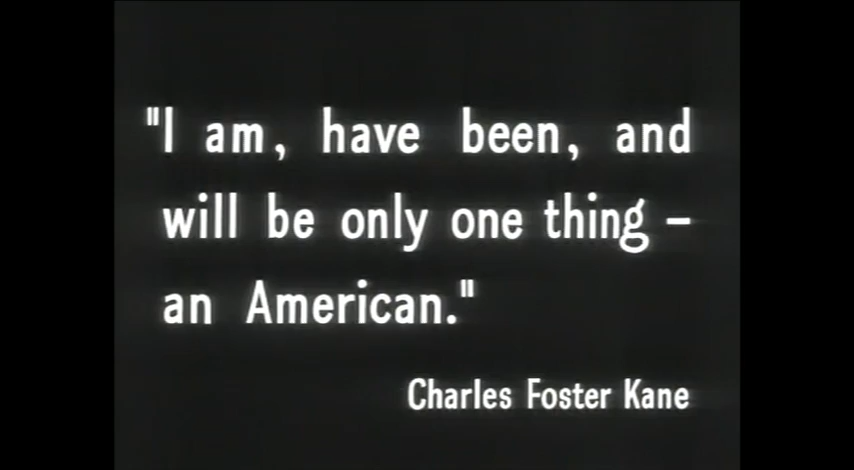 "I am, have been, and
will be only one thing –
an American."
Charles Foster Kane